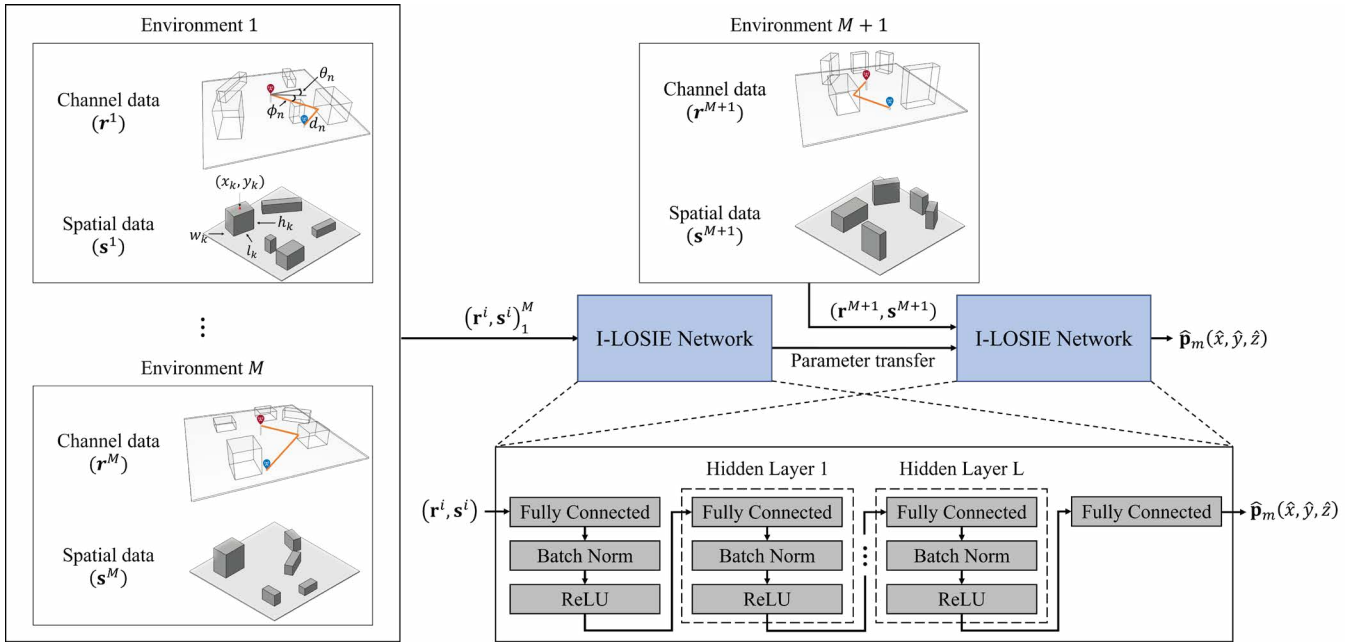 Environment 1
Channel data
(𝒓¹)
θₙ
ϕₙ
dₙ
(xₖ, yₖ)
Spatial data
(𝐬¹)
wₖ
lₖ
hₖ
⋮
Environment M
Channel data
(𝒓ᴹ)
Spatial data
(𝐬ᴹ)
(𝐫ⁱ, 𝐬ⁱ)₁ᴹ
Environment M + 1
Channel data
(𝒓ᴹ⁺¹)
Spatial data
(𝐬ᴹ⁺¹)
(𝐫ᴹ⁺¹, 𝐬ᴹ⁺¹)
I-LOSIE Network
Parameter transfer
I-LOSIE Network
𝐩̂ₘ(x̂, ŷ, ẑ)
Hidden Layer 1
Hidden Layer L
(𝐫ⁱ, 𝐬ⁱ)
Fully Connected
Batch Norm
ReLU
Fully Connected
Batch Norm
ReLU
⋮
Fully Connected
Batch Norm
ReLU
Fully Connected
𝐩̂ₘ(x̂, ŷ, ẑ)